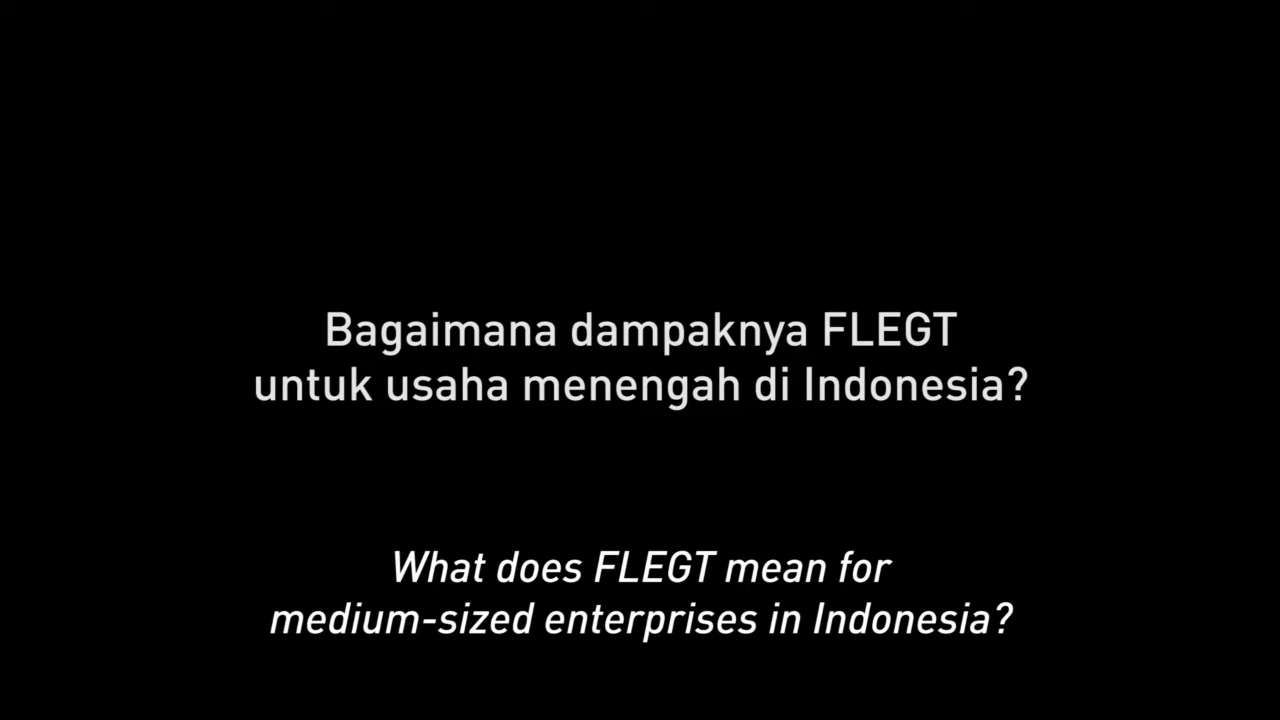 Bagaimana dampaknya FLEGT
untuk usaha menengah di Indonesia?
What does FLEGT mean for
medium-sized enterprises in Indonesia?